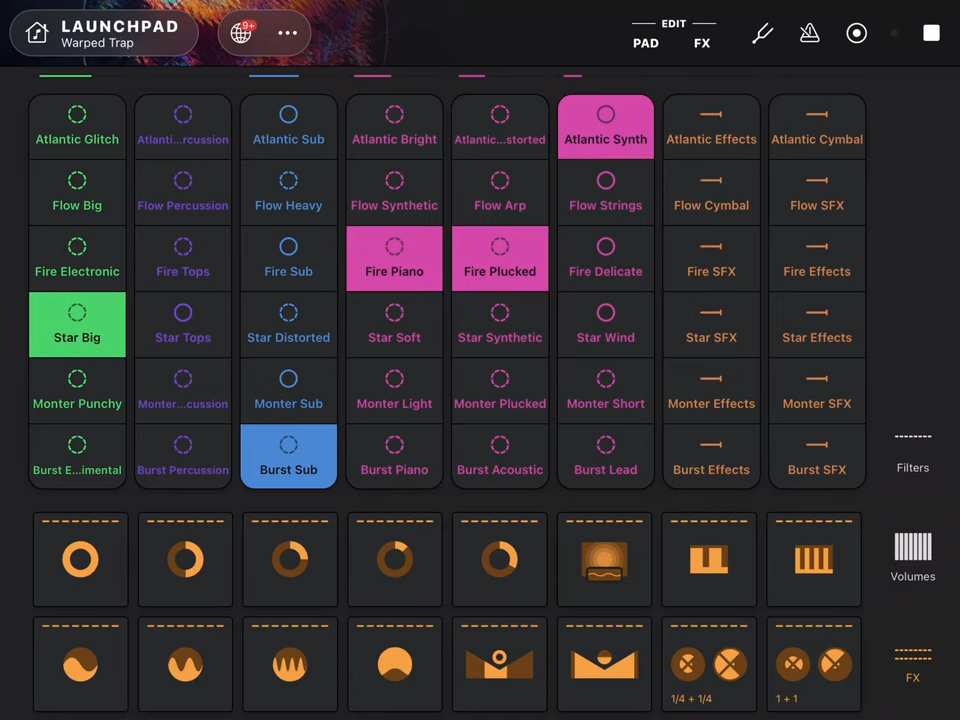 LAUNCHPAD
Warped Trap
9+
EDIT
PAD FX
Atlantic Glitch Atlanti...rcussion Atlantic Sub Atlantic Bright Atlantic...storted Atlantic Synth Atlantic Effects Atlantic Cymbal
Flow Big Flow Percussion Flow Heavy Flow Synthetic Flow Arp Flow Strings Flow Cymbal Flow SFX
Fire Electronic Fire Tops Fire Sub Fire Piano Fire Plucked Fire Delicate Fire SFX Fire Effects
Star Big Star Tops Star Distorted Star Soft Star Synthetic Star Wind Star SFX Star Effects
Monter Punchy Monter...cussion Monter Sub Monter Light Monter Plucked Monter Short Monter Effects Monter SFX
Burst E...imental Burst Percussion Burst Sub Burst Piano Burst Acoustic Burst Lead Burst Effects Burst SFX
Filters
Volumes
FX
1/4 + 1/4 1 + 1